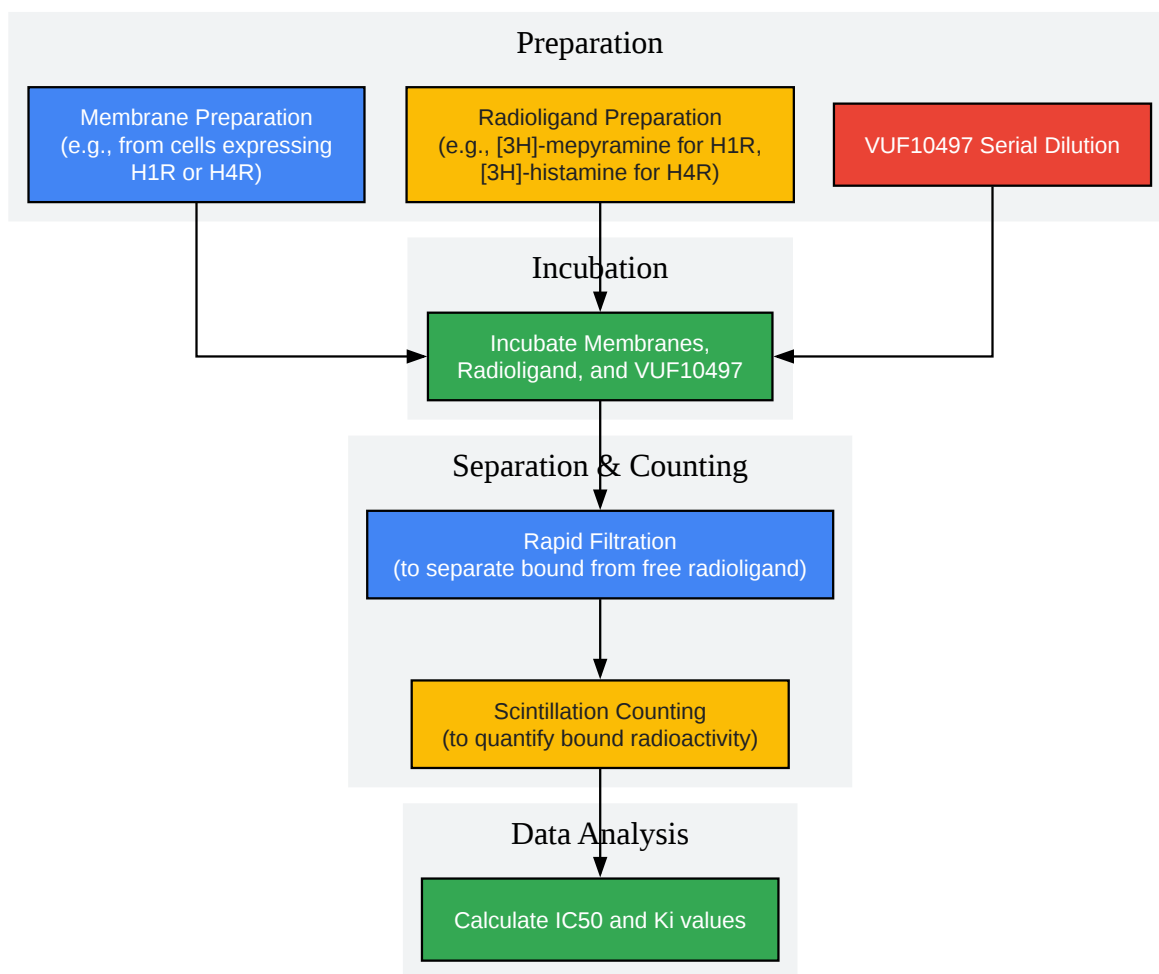 Preparation
Membrane Preparation
(e.g., from cells expressing
H1R or H4R)
Radioligand Preparation
(e.g., [3H]-mepyramine for H1R,
[3H]-histamine for H4R)
VUF10497 Serial Dilution
Incubation
Incubate Membranes,
Radioligand, and VUF10497
Separation & Counting
Rapid Filtration
(to separate bound from free radioligand)
Scintillation Counting
(to quantify bound radioactivity)
Data Analysis
Calculate IC50 and Ki values